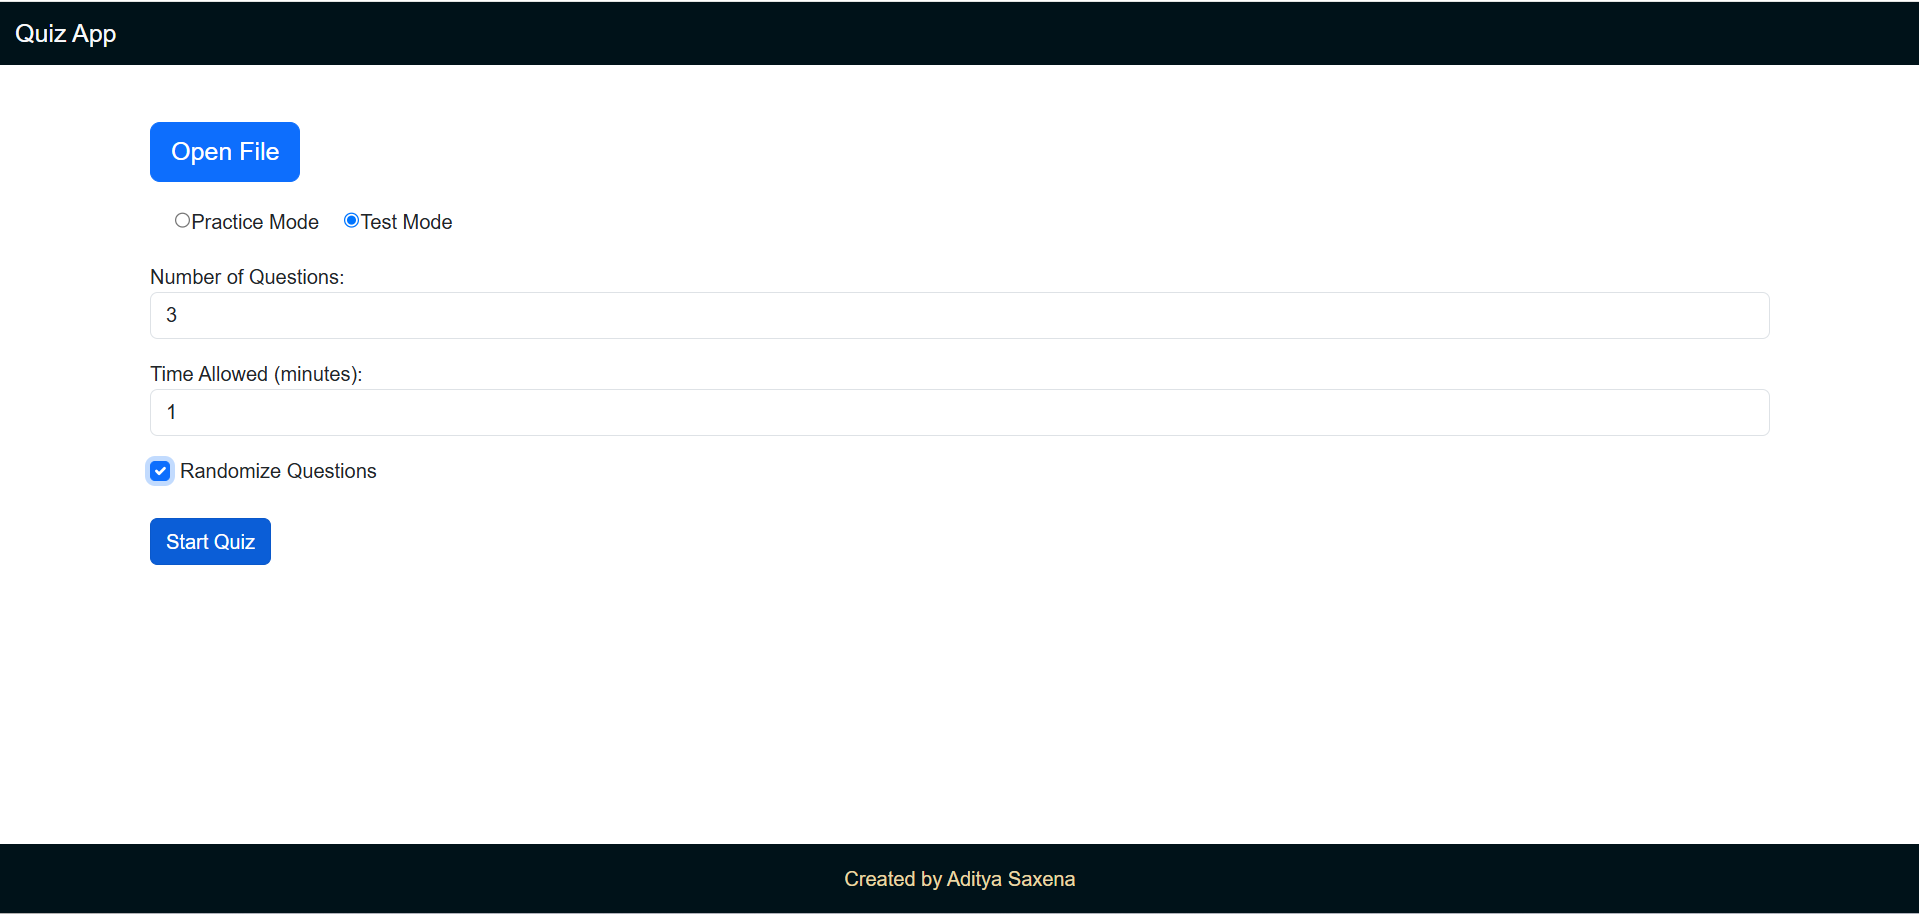 Quiz App
Open File
Practice Mode Test Mode
Number of Questions:
3
Time Allowed (minutes):
1
Randomize Questions
Start Quiz
Created by Aditya Saxena